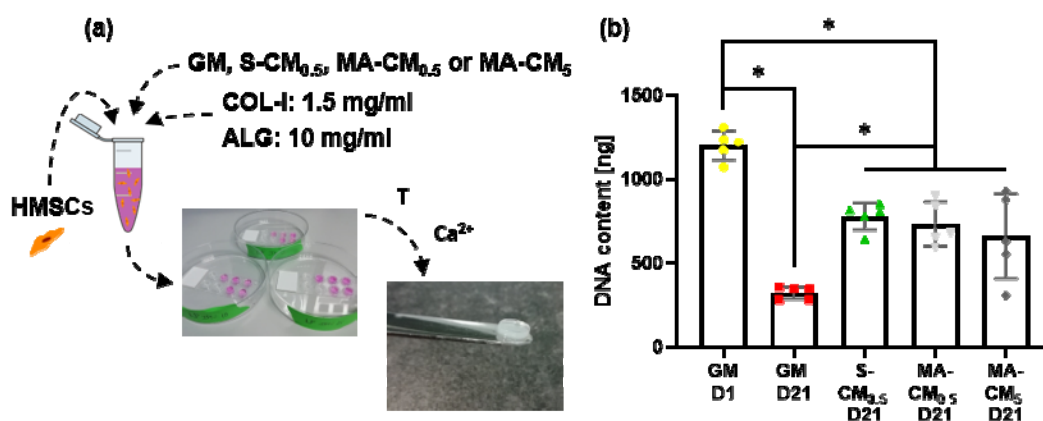 (a)
GM, S-CM0.5, MA-CM0.5 or MA-CM5
COL-I: 1.5 mg/ml
ALG: 10 mg/ml
HMSCs
T
Ca2+
(b)
*
*
*
DNA content [ng]
1500
1000
500
0
GM
D1
GM
D21
S-
CM0.5
D21
MA-
CM0.5
D21
MA-
CM5
D21